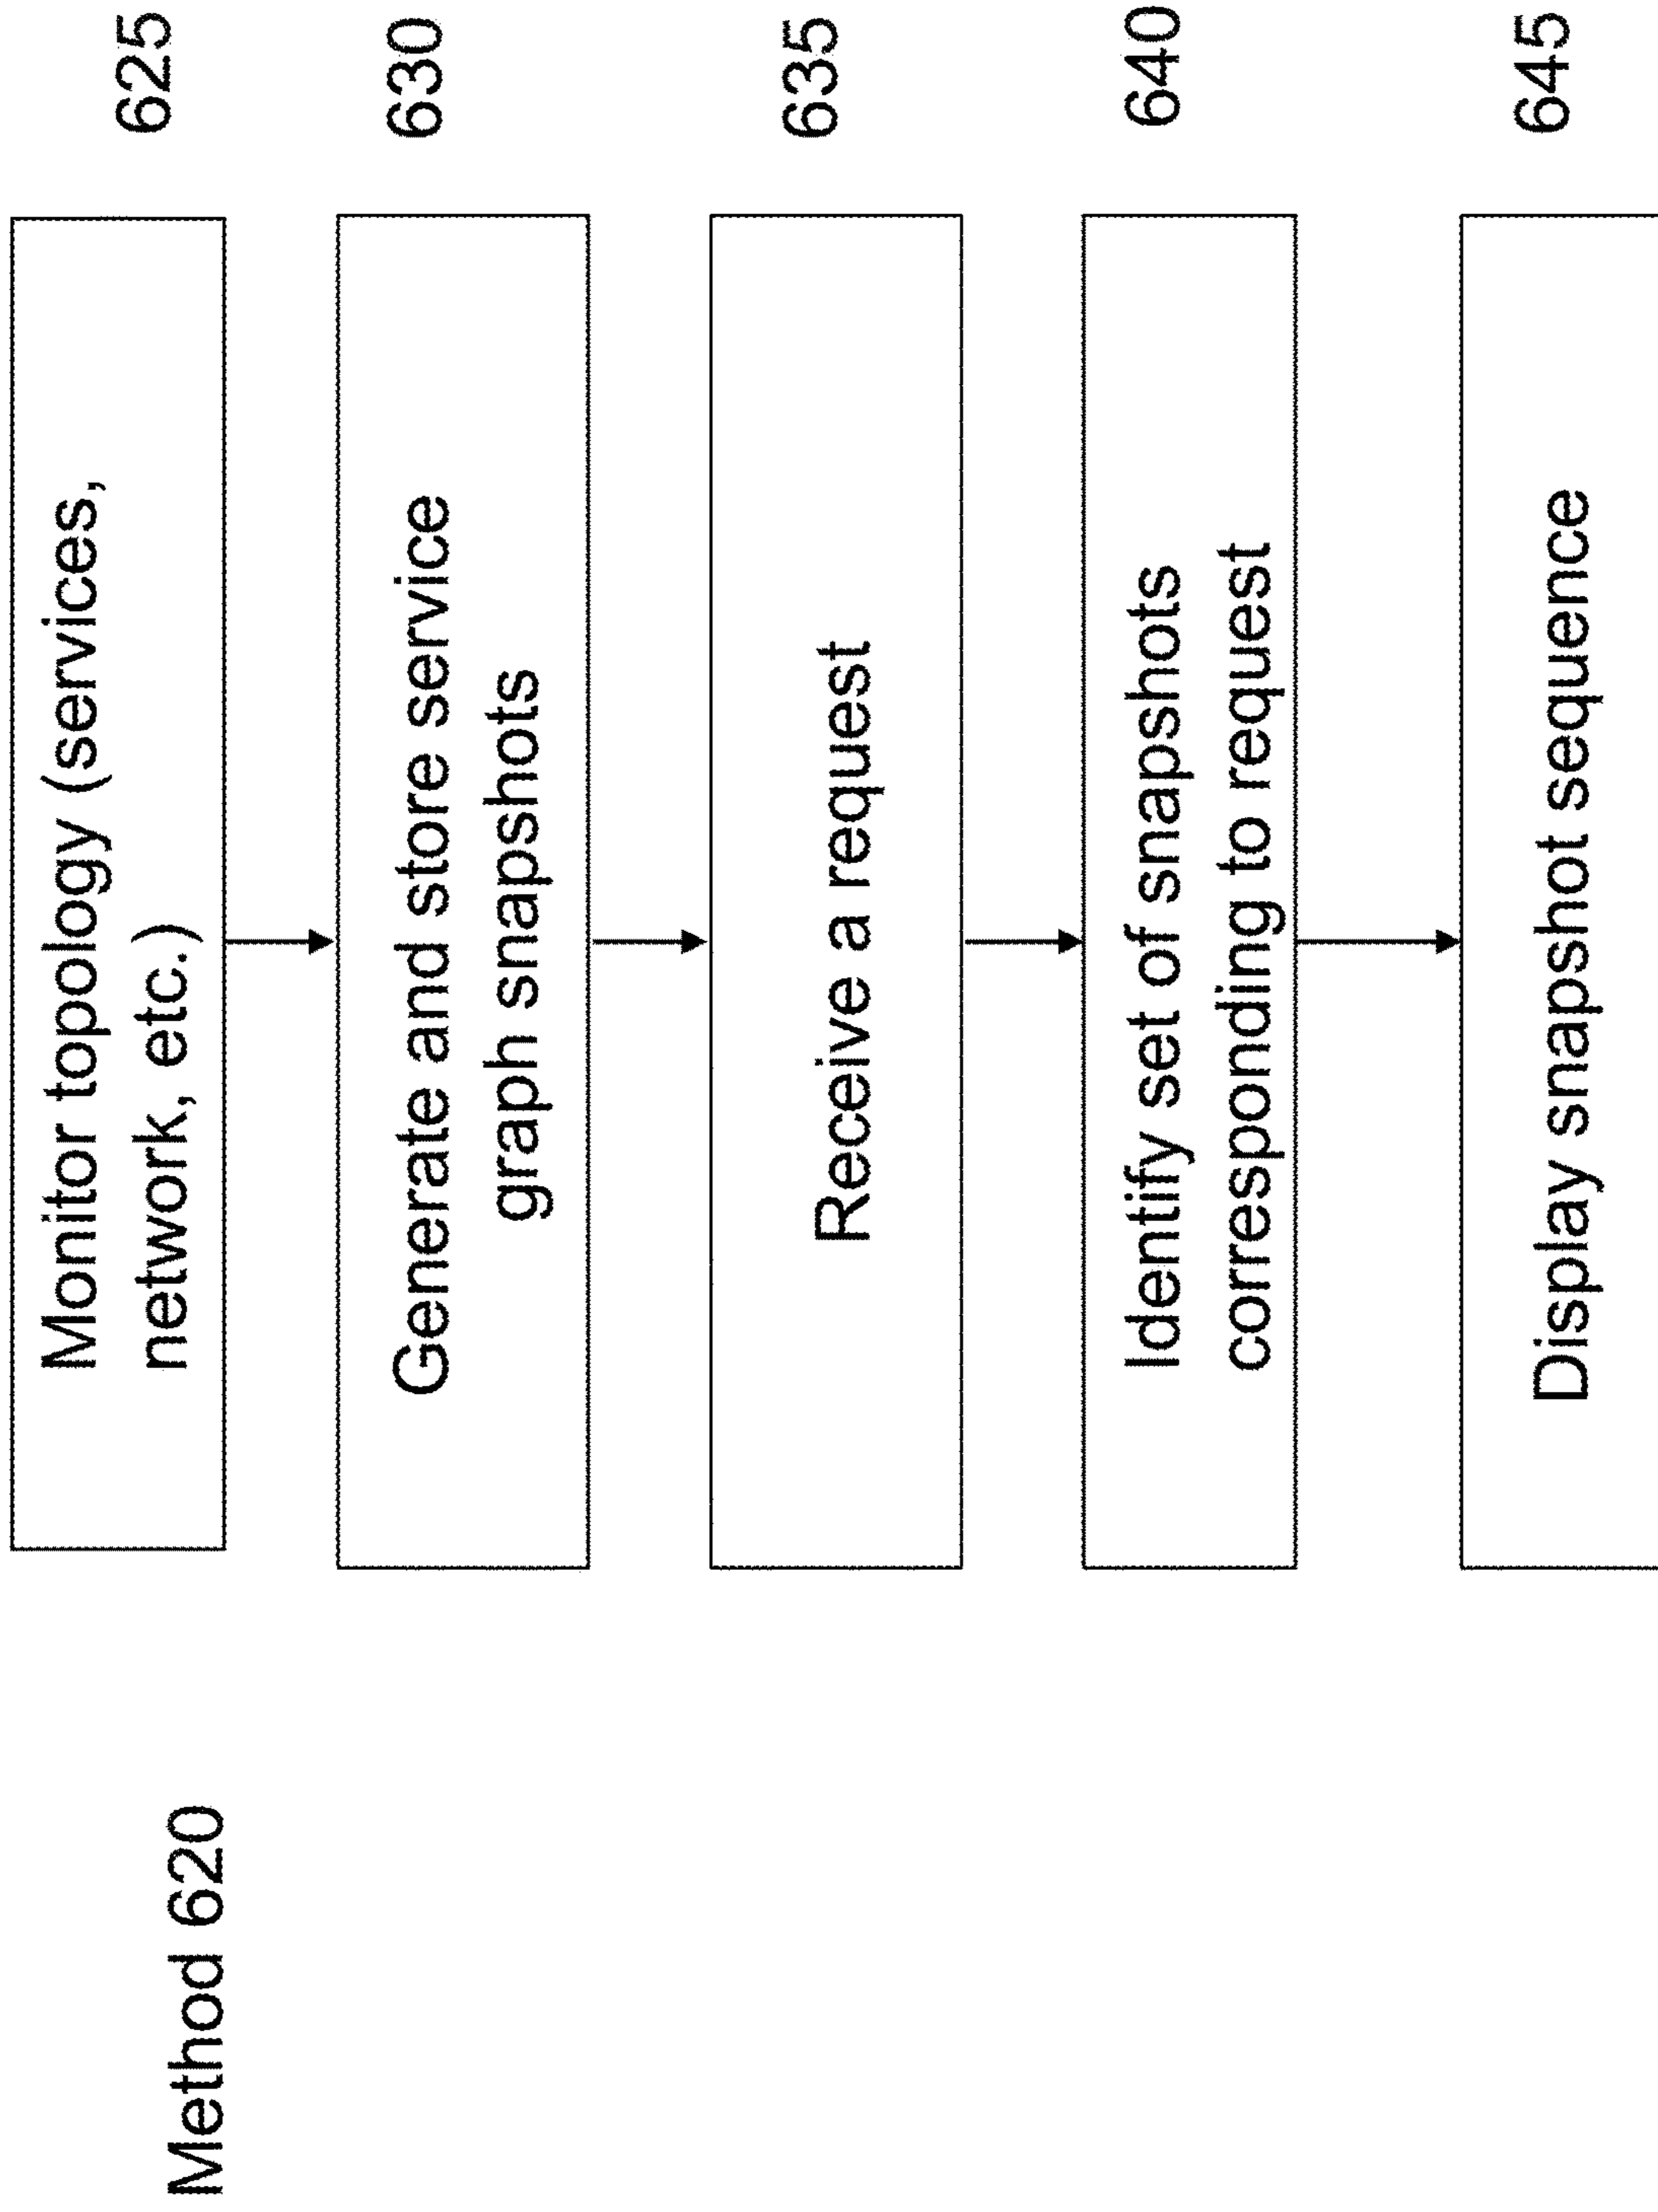 Method 620
Monitor topology (services,
network, etc.)
625
Generate and store service
graph snapshots
630
Receive a request
635
Identify set of snapshots
corresponding to request
640
Display snapshot sequence
645